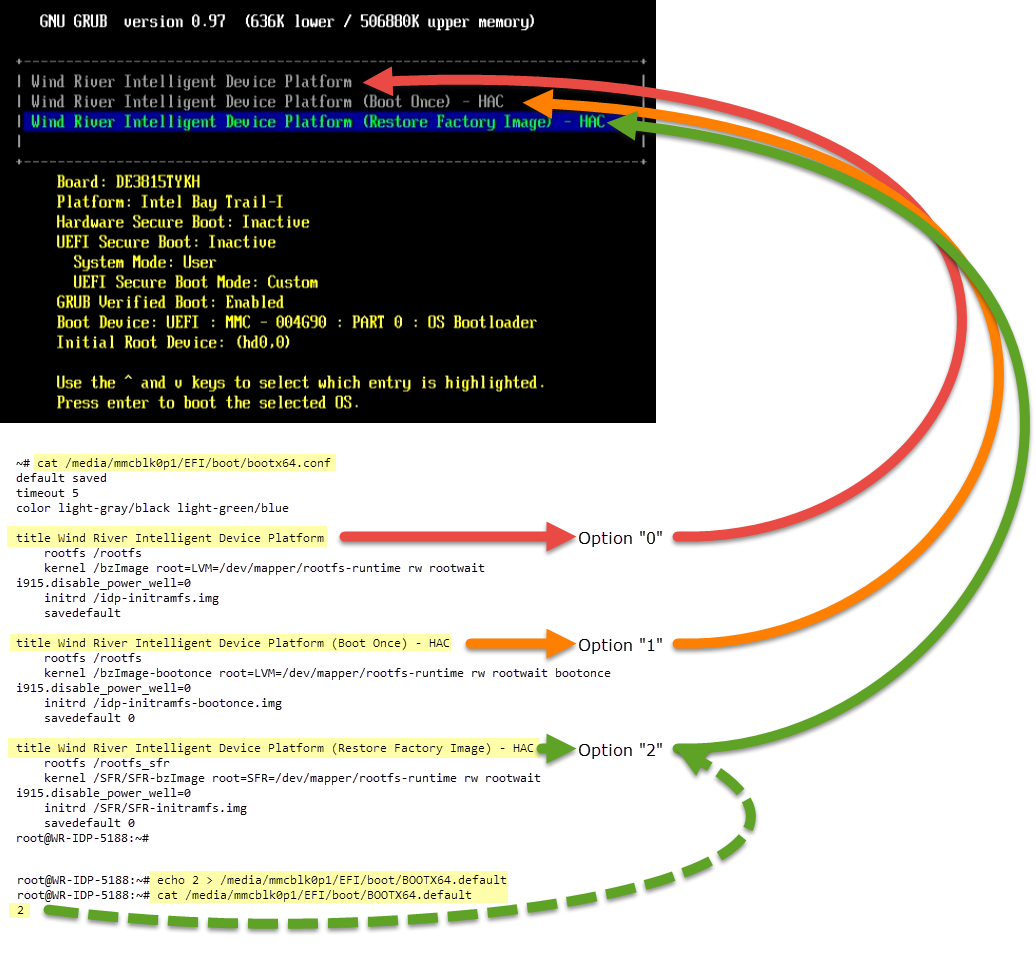 GNU GRUB version 0.97 (636K lower / 506880K upper memory)
Wind River Intelligent Device Platform
Wind River Intelligent Device Platform (Boot Once) - HAC
Wind River Intelligent Device Platform (Restore Factory Image) - HAC
Board: DE3815TYKH
Platform: Intel Bay Trail-I
Hardware Secure Boot: Inactive
UEFI Secure Boot: Inactive
System Mode: User
UEFI Secure Boot Mode: Custom
GRUB Verified Boot: Enabled
Boot Device: UEFI : MMC - 004G90 : PART 0 : OS Bootloader
Initial Root Device: (hd0,0)
Use the ^ and v keys to select which entry is highlighted.
Press enter to boot the selected OS.
~# cat /media/mmcblk0p1/EFI/boot/bootx64.conf
default saved
timeout 5
color light-gray/black light-green/blue
title Wind River Intelligent Device Platform
Option "0"
rootfs /rootfs
kernel /bzImage root=LVM=/dev/mapper/rootfs-runtime rw rootwait
i915.disable_power_well=0
initrd /idp-initramfs.img
savedefault
title Wind River Intelligent Device Platform (Boot Once) - HAC
Option "1"
rootfs /rootfs
kernel /bzImage-bootonce root=LVM=/dev/mapper/rootfs-runtime rw rootwait bootonce
i915.disable_power_well=0
initrd /idp-initramfs-bootonce.img
savedefault 0
title Wind River Intelligent Device Platform (Restore Factory Image) - HAC
Option "2"
rootfs /rootfs_sfr
kernel /SFR/SFR-bzImage root=SFR=/dev/mapper/rootfs-runtime rw rootwait
i915.disable_power_well=0
initrd /SFR/SFR-initramfs.img
savedefault 0
root@WR-IDP-5188:~#
root@WR-IDP-5188:~# echo 2 > /media/mmcblk0p1/EFI/boot/BOOTX64.default
root@WR-IDP-5188:~# cat /media/mmcblk0p1/EFI/boot/BOOTX64.default
2